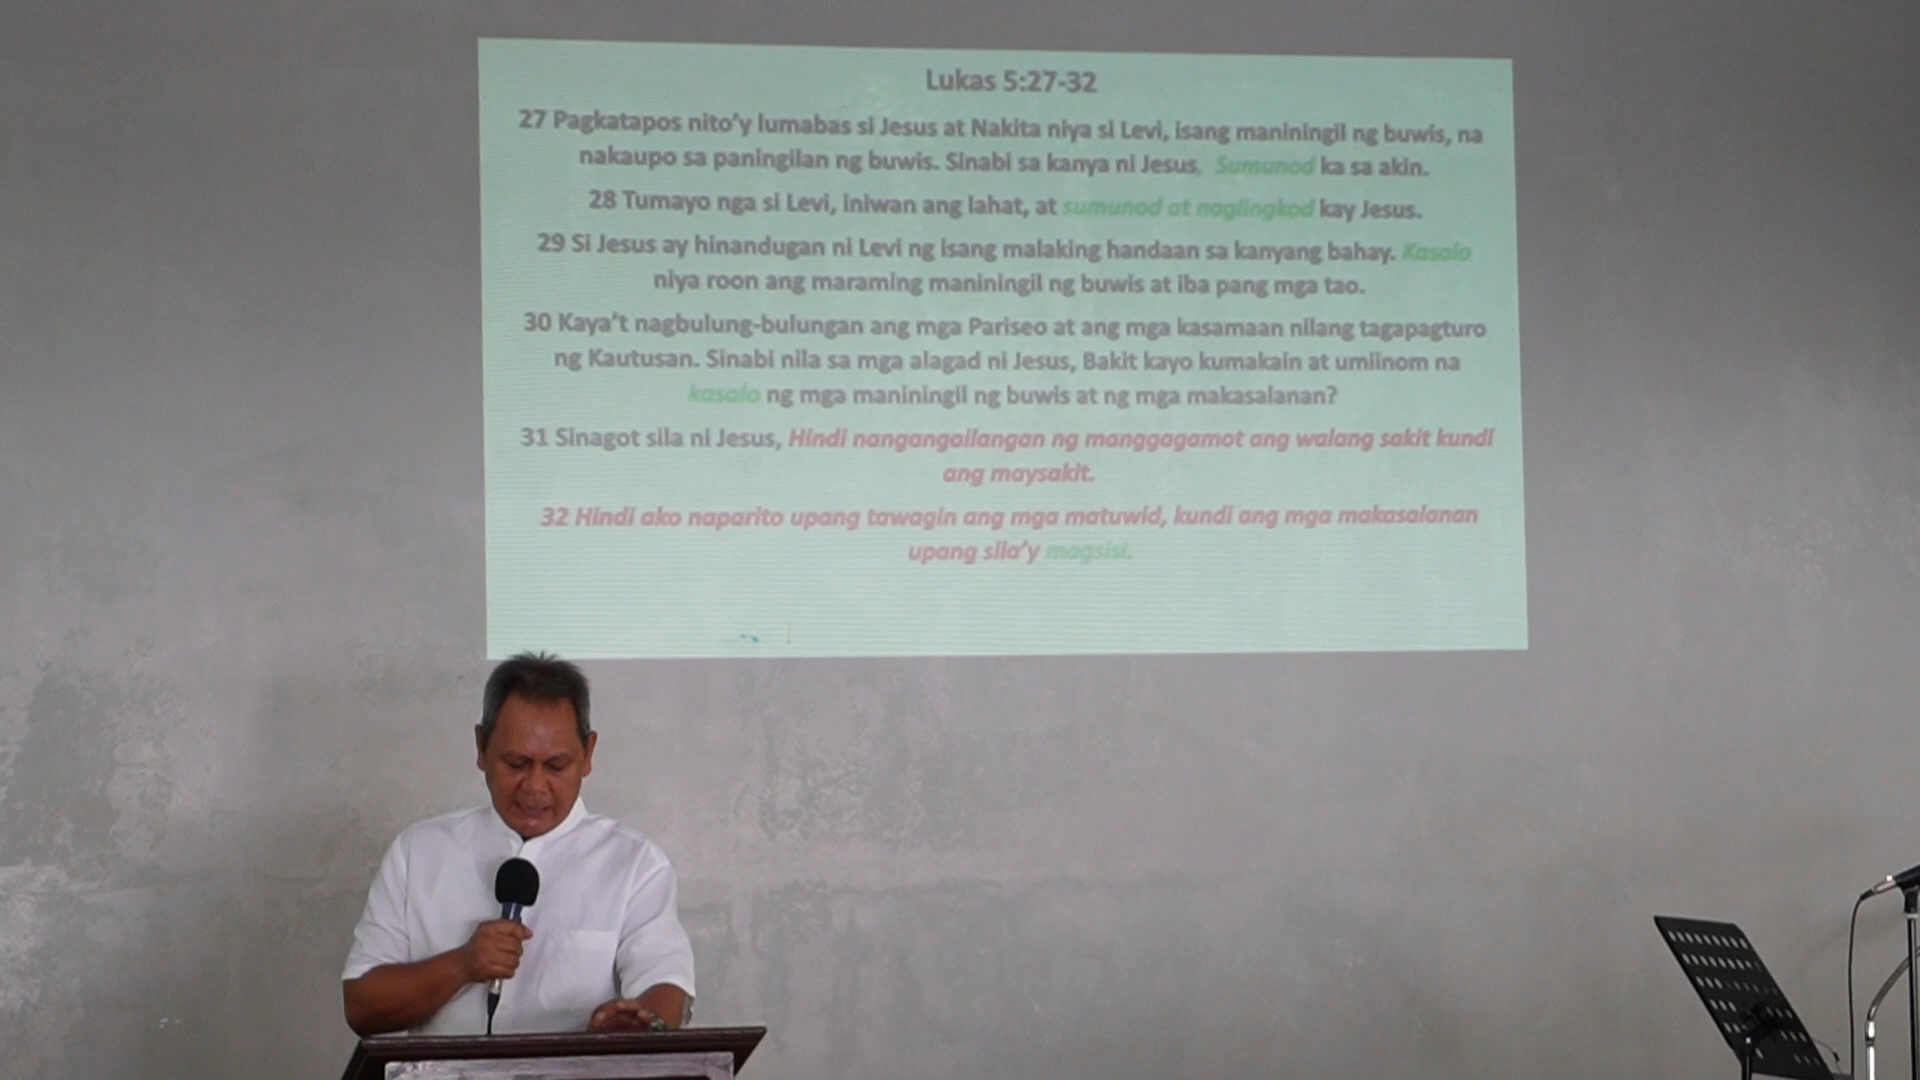 Lukas 5:27-32
27 Pagkatapos nito'y lumabas si Jesus at Nakita niya si Levi, isang maniningil ng buwis, na
nakaupo sa paningilan ng buwis. Sinabi sa kanya ni Jesus, Sumunod ka sa akin.
28 Tumayo nga si Levi, iniwan ang lahat, at sumunod at naglingkod kay Jesus.
29 Si Jesus ay hinandugan ni Levi ng isang malaking handaan sa kanyang bahay. Kasalo
niya roon ang maraming maniningil ng buwis at iba pang mga tao.
30 Kaya't nagbulung-bulungan ang mga Pariseo at ang mga kasamaan nilang tagapagturo
ng Kautusan. Sinabi nila sa mga alagad ni Jesus, Bakit kayo kumakain at umiinom na
kasalo ng mga maniningil ng buwis at ng mga makasalanan?
31 Sinagot sila ni Jesus, Hindi nangangailangan ng manggagamot ang walang sakit kundi
ang maysakit.
32 Hindi ako naparito upang tawagin ang mga matuwid, kundi ang mga makasalanan
upang sila'y magsisi.